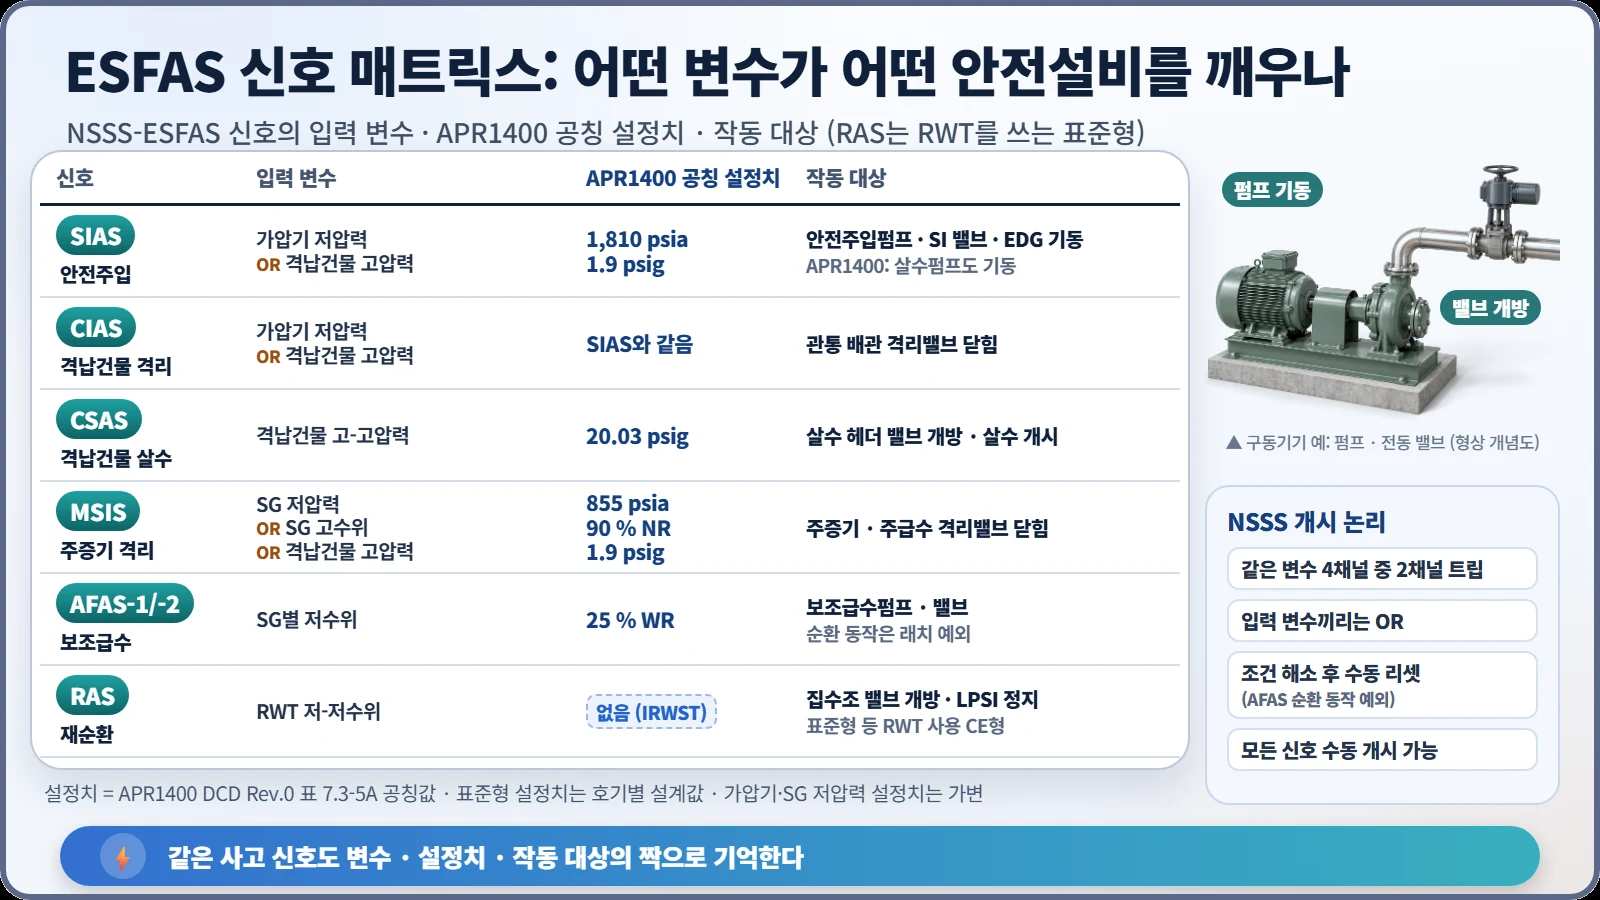 ESFAS 신호 매트릭스: 어떤 변수가 어떤 안전설비를 깨우나
NSSS-ESFAS 신호의 입력 변수 · APR1400 공칭 설정치 · 작동 대상 (RAS는 RWT를 쓰는 표준형)
신호 입력 변수 APR1400 공칭 설정치 작동 대상
SIAS
안전주입
가압기 저압력
OR 격납건물 고압력
1,810 psia
1.9 psig
안전주입펌프 · SI 밸브 · EDG 기동
APR1400: 살수펌프도 기동
CIAS
격납건물 격리
가압기 저압력
OR 격납건물 고압력
SIAS와 같음
관통 배관 격리밸브 닫힘
CSAS
격납건물 살수
격납건물 고-고압력
20.03 psig
살수 헤더 밸브 개방 · 살수 개시
MSIS
주증기 격리
SG 저압력
OR SG 고수위
OR 격납건물 고압력
855 psia
90 % NR
1.9 psig
주증기 · 주급수 격리밸브 닫힘
AFAS-1/-2
보조급수
SG별 저수위
25 % WR
보조급수펌프 · 밸브
순환 동작은 래치 예외
RAS
재순환
RWT 저-저수위
없음 (IRWST)
집수조 밸브 개방 · LPSI 정지
표준형 등 RWT 사용 CE형
펌프 기동
밸브 개방
▲ 구동기기 예: 펌프 · 전동 밸브 (형상 개념도)
NSSS 개시 논리
같은 변수 4채널 중 2채널 트립
입력 변수끼리는 OR
조건 해소 후 수동 리셋
(AFAS 순환 동작 예외)
모든 신호 수동 개시 가능
설정치 = APR1400 DCD Rev.0 표 7.3-5A 공칭값 · 표준형 설정치는 호기별 설계값 · 가압기·SG 저압력 설정치는 가변
같은 사고 신호도 변수 · 설정치 · 작동 대상의 짝으로 기억한다